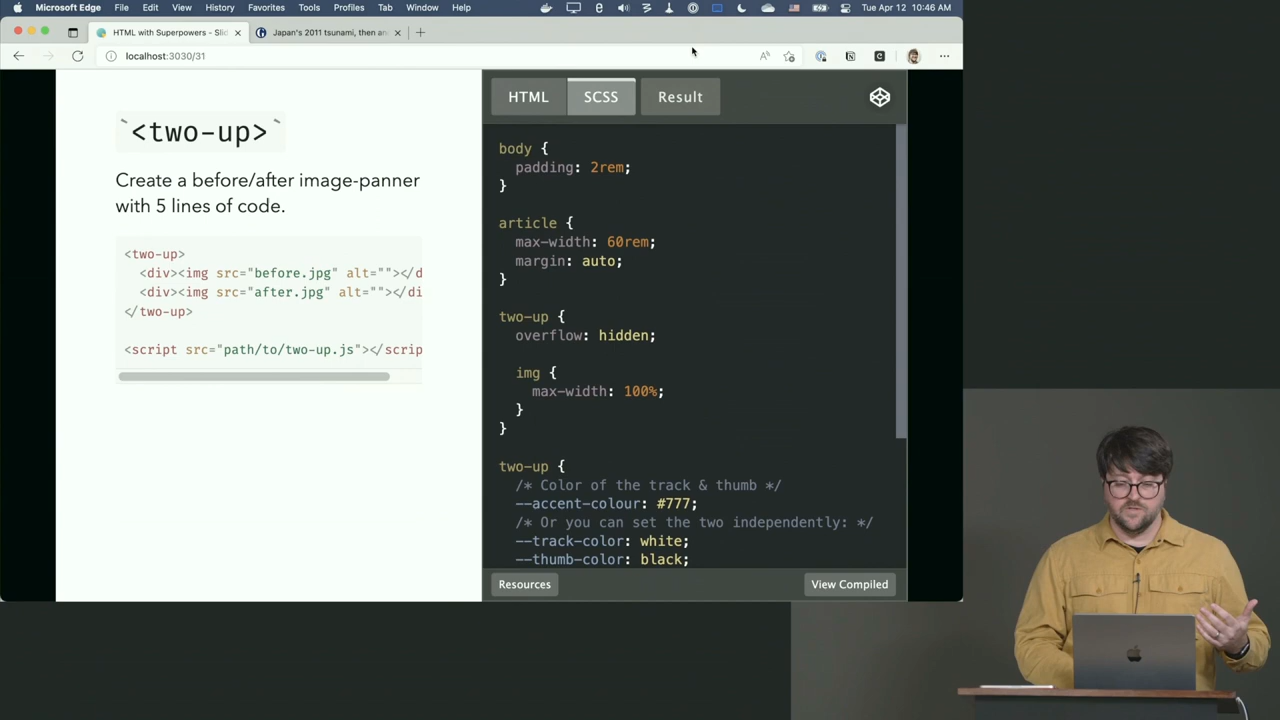 Microsoft Edge File Edit View History Favorites Tools Profiles Tab Window Help Tue Apr 12 10:46 AM
HTML with Superpowers - Slid
Japan's 2011 tsunami, then an
localhost:3030/31
`<two-up>`
Create a before/after image-panner
with 5 lines of code.
<two-up>
<div><img src="before.jpg" alt=""></d
<div><img src="after.jpg" alt=""></di
</two-up>
<script src="path/to/two-up.js"></scrip
HTML SCSS Result
body {
padding: 2rem;
}
article {
max-width: 60rem;
margin: auto;
}
two-up {
overflow: hidden;
img {
max-width: 100%;
}
}
two-up {
/* Color of the track & thumb */
--accent-colour: #777;
/* Or you can set the two independently: */
--track-color: white;
--thumb-color: black;
Resources View Compiled